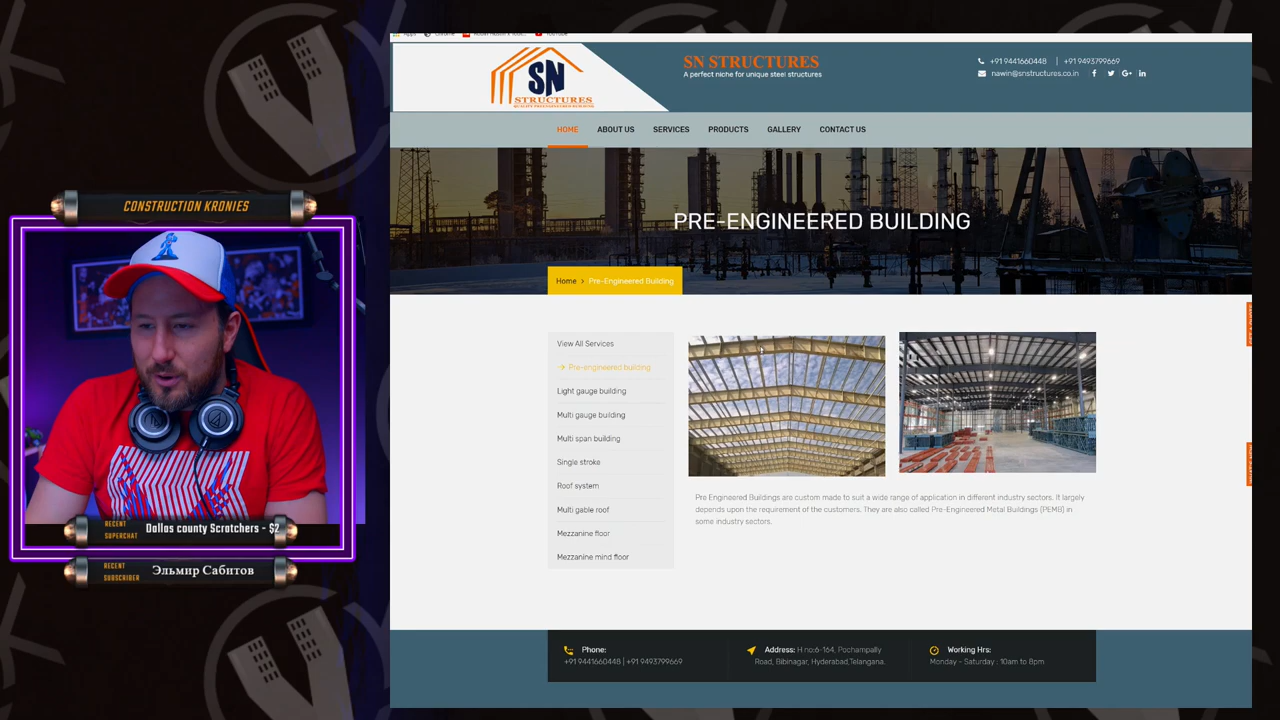 Apps Chrome YouTube
SN
STRUCTURES
SN STRUCTURES
A perfect niche for unique steel structures
+91 9441660448 | +91 9493799669
nawin@snstructures.co.in
HOME ABOUT US SERVICES PRODUCTS GALLERY CONTACT US
PRE-ENGINEERED BUILDING
Home > Pre-Engineered Building
CONSTRUCTION KRONIES
View All Services
Pre-engineered building
Light gauge building
Multi gauge building
Multi span building
Single stroke
Roof system
Multi gable roof
Mezzanine floor
Mezzanine mind floor
Pre Engineered Buildings are custom made to suit a wide range of application in different industry sectors. It largely
depends upon the requirement of the customers. They are also called Pre-Engineered Metal Buildings (PEMB) in
some industry sectors.
RECENT
SUPERCHAT
Dallas county Scratchers - $2
RECENT
SUBSCRIBER
Эльмир Сабитов
Phone:
+91 9441660448 | +91 9493799669
Address: H no:6-164, Pochampally
Road, Bibinagar, Hyderabad,Telangana.
Working Hrs:
Monday - Saturday : 10am to 8pm